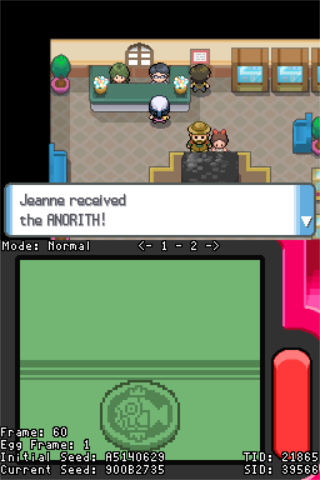 Jeanne received
the ANORITH!
Mode: Normal <- 1 - 2 ->
Frame: 60
Egg Frame: 1
Initial Seed: A5140629 TID: 21865
Current Seed: 900B2735 SID: 39566